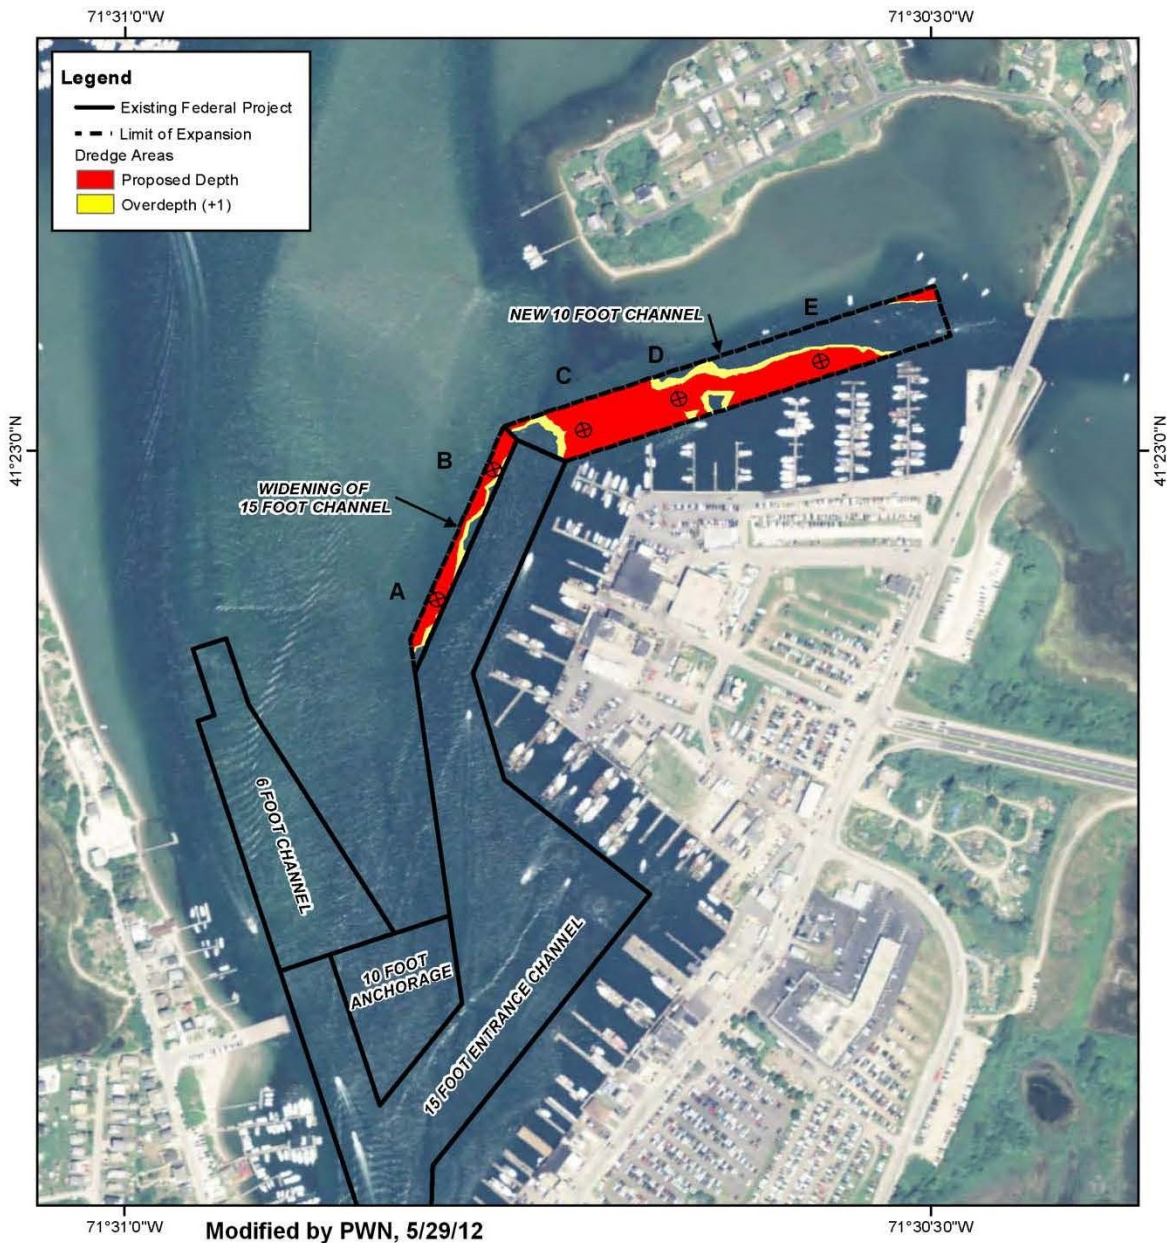 71°31'0"W
71°30'30"W
Legend
Existing Federal Project
Limit of Expansion
Dredge Areas
Proposed Depth
Overdepth (+1)
NEW 10 FOOT CHANNEL
E
D
C
41°23'0"N
41°23'0"N
B
WIDENING OF
15 FOOT CHANNEL
A
6 FOOT CHANNEL
10 FOOT
ANCHORAGE
15 FOOT ENTRANCE CHANNEL
71°31'0"W
71°30'30"W
Modified by PWN, 5/29/12